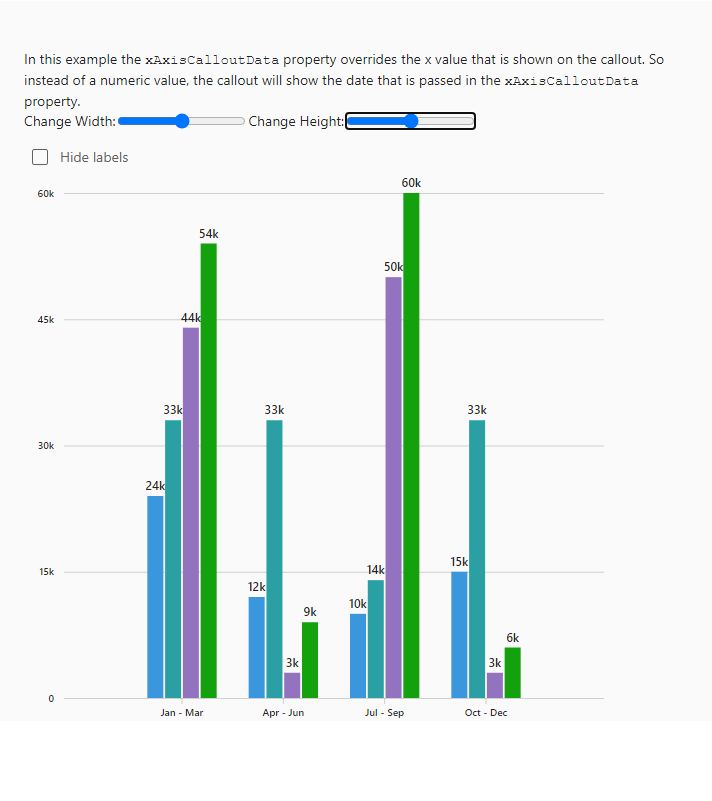 In this example the xAxisCalloutData property overrides the x value that is shown on the callout. So
instead of a numeric value, the callout will show the date that is passed in the xAxisCalloutData
property.
Change Width: Change Height:
Hide labels
60k
60k
54k
50k
45k
44k
33k
33k
33k
30k
24k
15k
14k
15k
12k
10k
9k
6k
3k
3k
0
Jan - Mar
Apr - Jun
Jul - Sep
Oct - Dec